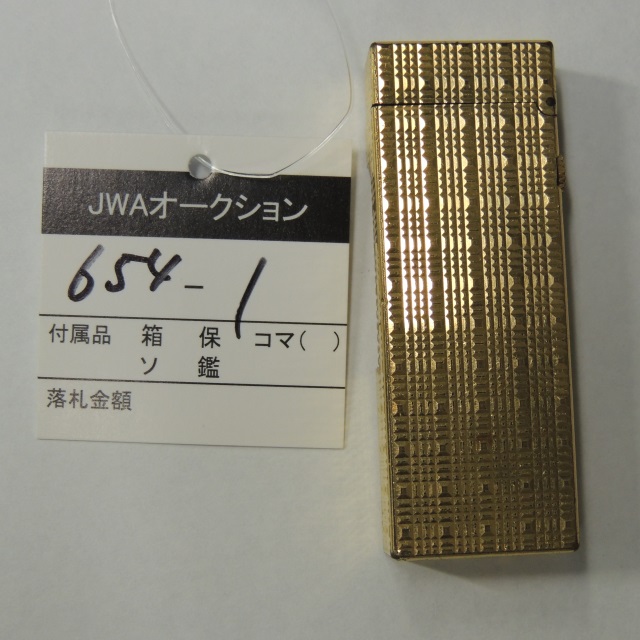 JWAオークション
654-1
付属品 箱 保 コマ( )
ソ 鑑
落札金額